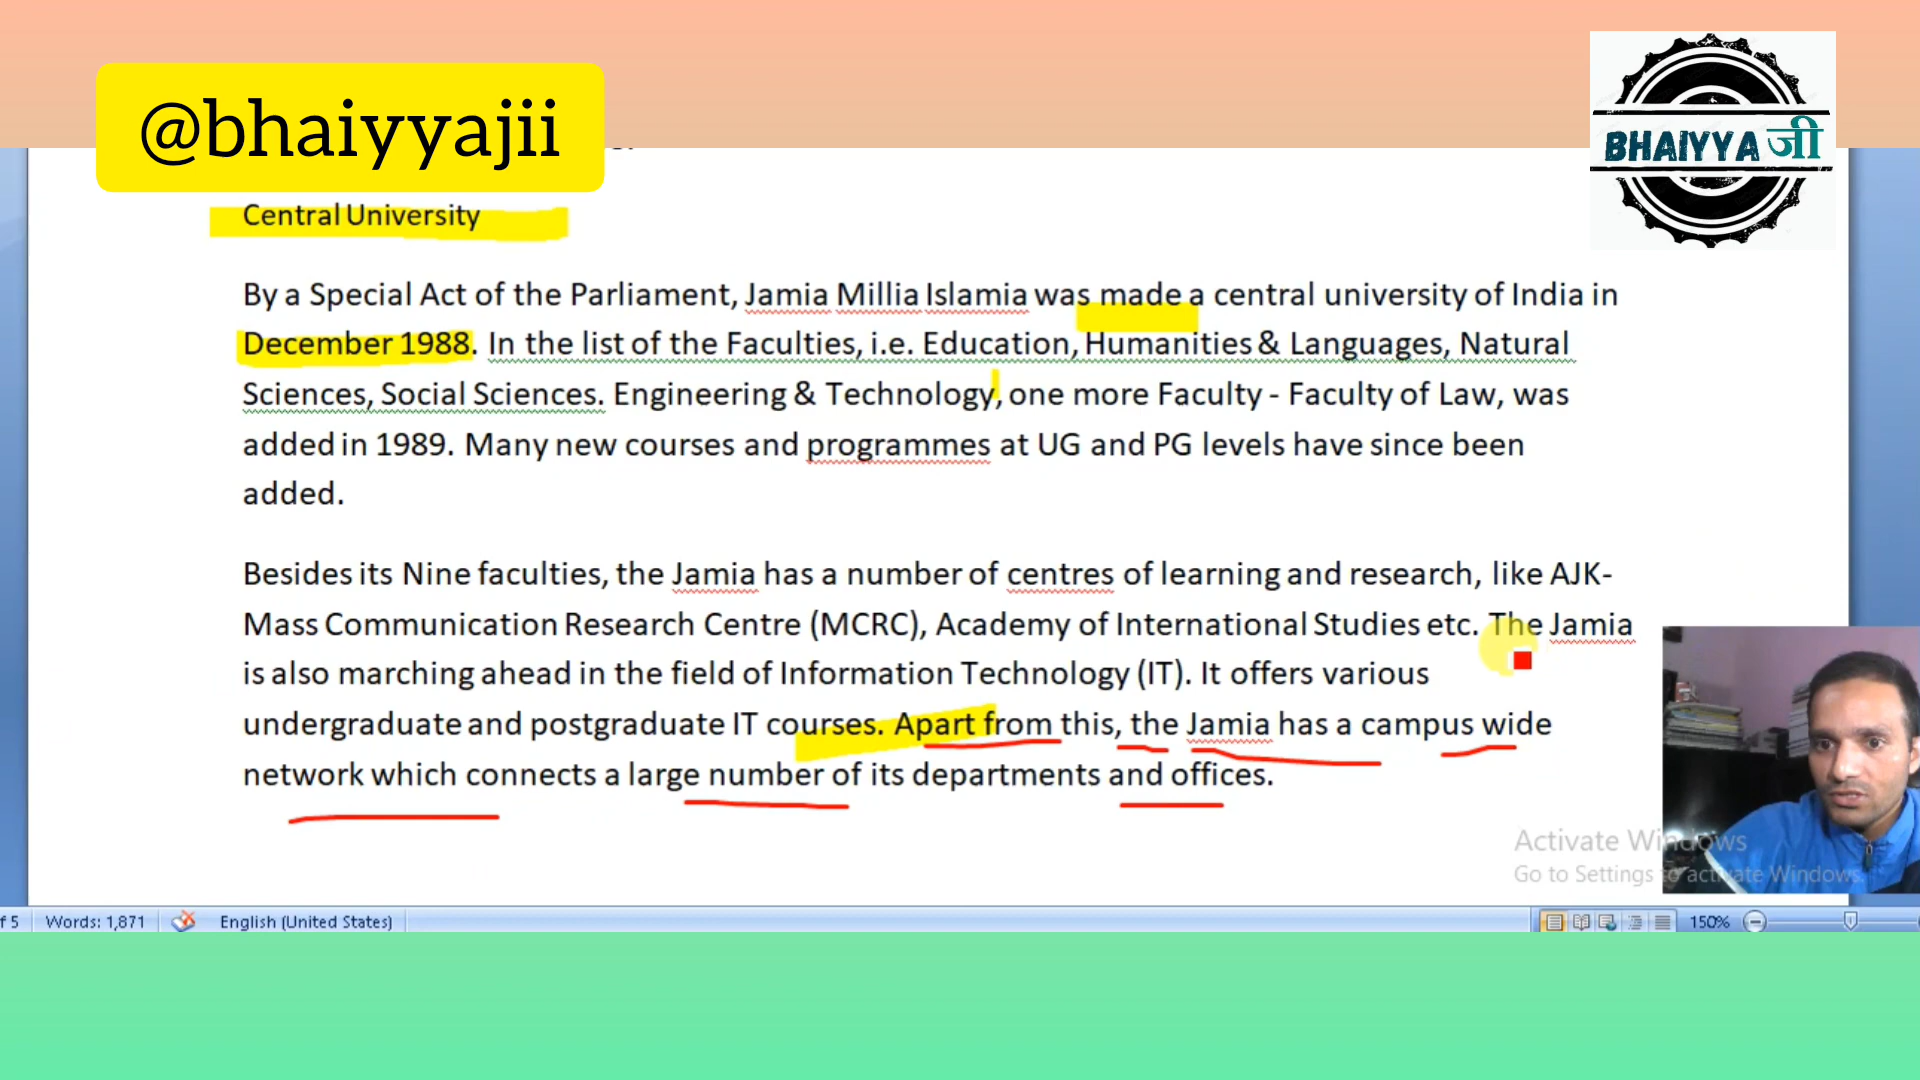 @bhaiyyajii
BHAIYYA जी
Central University
By a Special Act of the Parliament, Jamia Millia Islamia was made a central university of India in
December 1988. In the list of the Faculties, i.e. Education, Humanities & Languages, Natural
Sciences, Social Sciences. Engineering & Technology, one more Faculty - Faculty of Law, was
added in 1989. Many new courses and programmes at UG and PG levels have since been
added.
Besides its Nine faculties, the Jamia has a number of centres of learning and research, like AJK-
Mass Communication Research Centre (MCRC), Academy of International Studies etc. The Jamia
is also marching ahead in the field of Information Technology (IT). It offers various
undergraduate and postgraduate IT courses. Apart from this, the Jamia has a campus wide
network which connects a large number of its departments and offices.
Activate Windows
Go to Settings to activate Windows.
f 5 Words: 1,871 English (United States) 150%